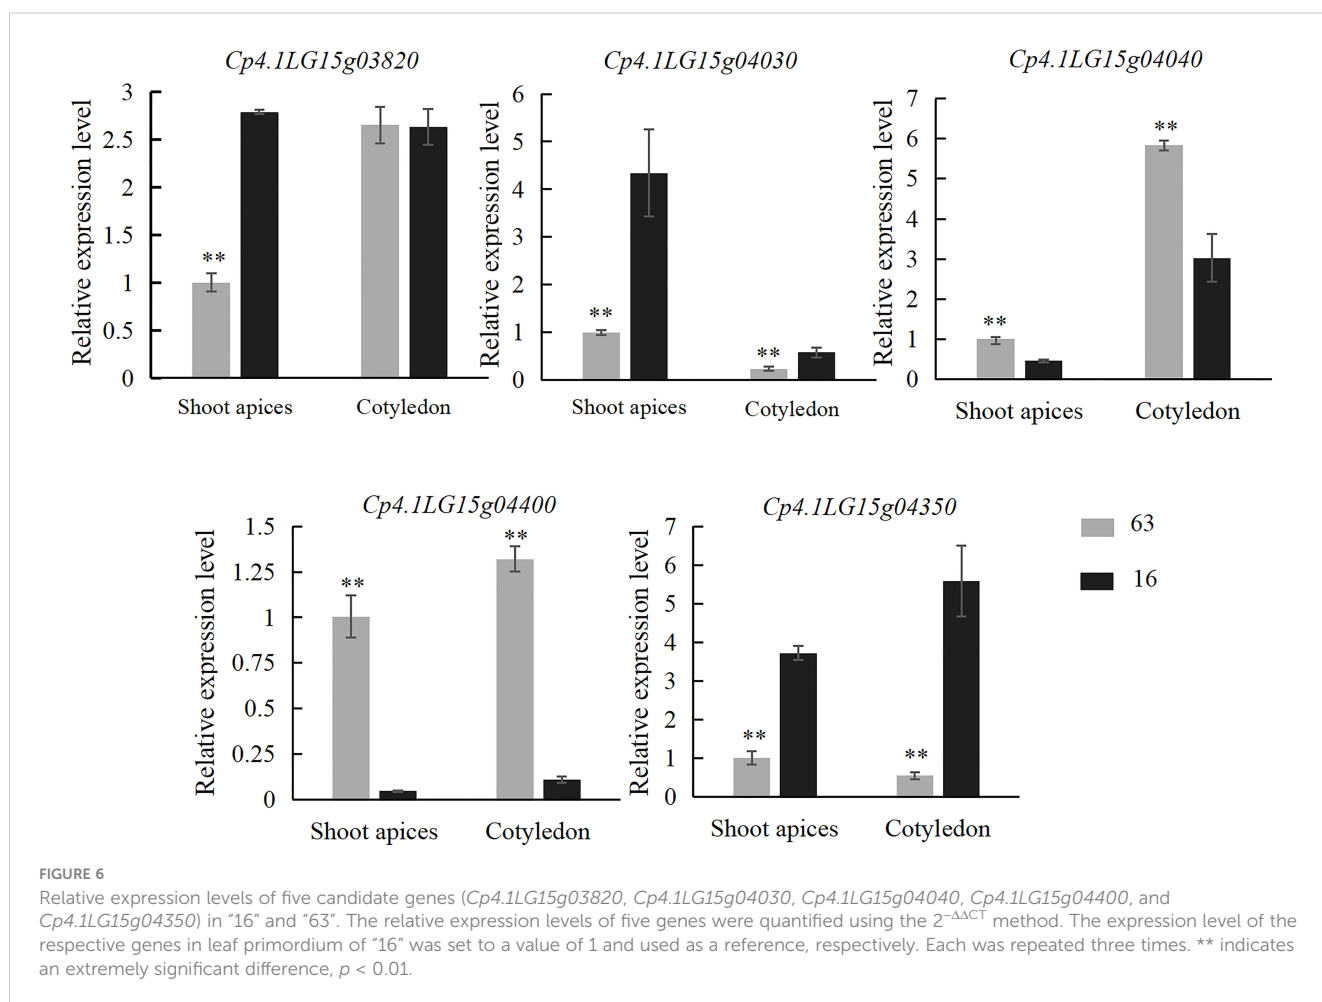 Cp4.1LG15g03820
Relative expression level
3
2.5
2
1.5
1
0.5
0
**
Shoot apices
Cotyledon
Cp4.1LG15g04030
Relative expression level
6
5
4
3
2
1
0
**
**
Shoot apices
Cotyledon
Cp4.1LG15g04040
Relative expression level
7
6
5
4
3
2
1
0
**
**
Shoot apices
Cotyledon
Cp4.1LG15g04400
Relative expression level
1.5
1.25
1
0.75
0.5
0.25
0
**
**
Shoot apices
Cotyledon
Cp4.1LG15g04350
Relative expression level
7
6
5
4
3
2
1
0
**
**
Shoot apices
Cotyledon
63
16
FIGURE 6
Relative expression levels of five candidate genes (Cp4.1LG15g03820, Cp4.1LG15g04030, Cp4.1LG15g04040, Cp4.1LG15g04400, and
Cp4.1LG15g04350) in “16” and “63”. The relative expression levels of five genes were quantified using the 2−ΔΔCT method. The expression level of the
respective genes in leaf primordium of “16” was set to a value of 1 and used as a reference, respectively. Each was repeated three times. ** indicates
an extremely significant difference, p < 0.01.